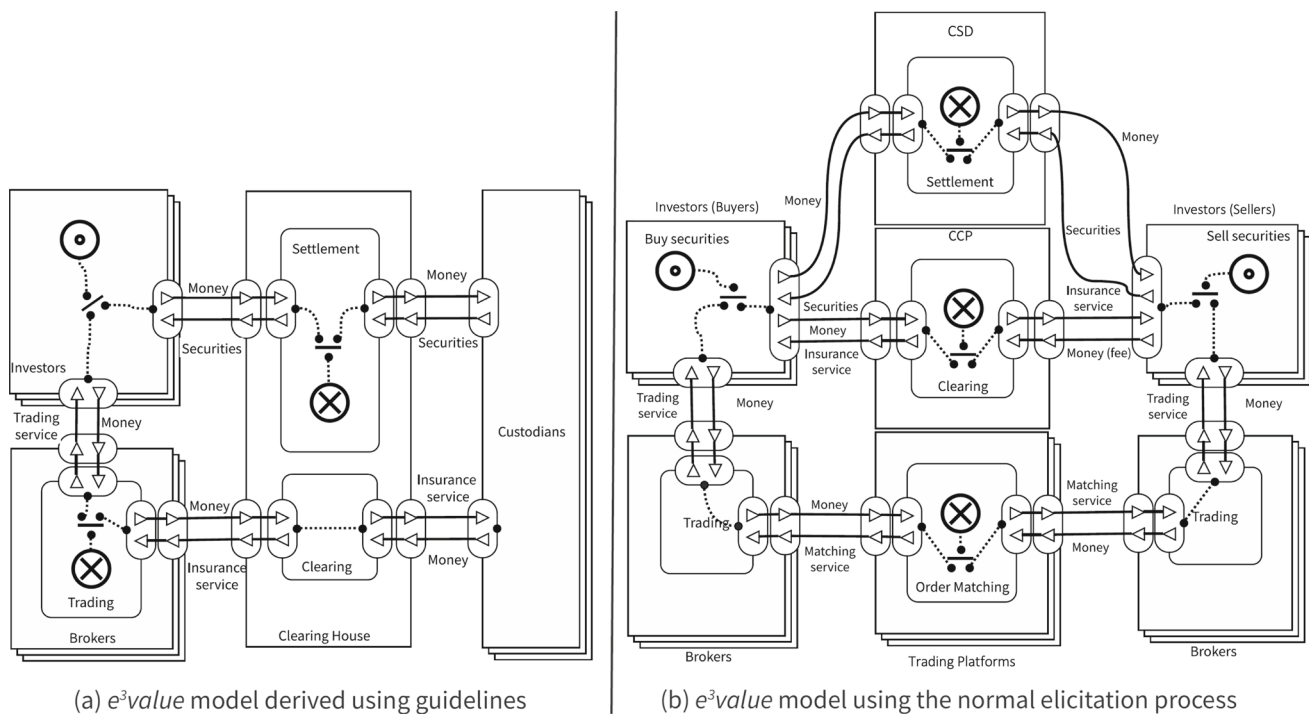 Settlement
Money
Money
Securities
Securities
Investors
Trading
service
Money
Custodians
Insurance
service
Money
Insurance
service
Clearing
Money
Trading
Brokers
Clearing House
(a) e³value model derived using guidelines
CSD
Money
Settlement
Money
Investors (Buyers)
Investors (Sellers)
Buy securities
Securities
CCP
Sell securities
Securities
Money
Insurance
service
Insurance
service
Clearing
Money (fee)
Trading
service
Money
Trading
service
Money
Money
Matching
service
Trading
Trading
Matching
service
Money
Order Matching
Brokers
Trading Platforms
Brokers
(b) e³value model using the normal elicitation process